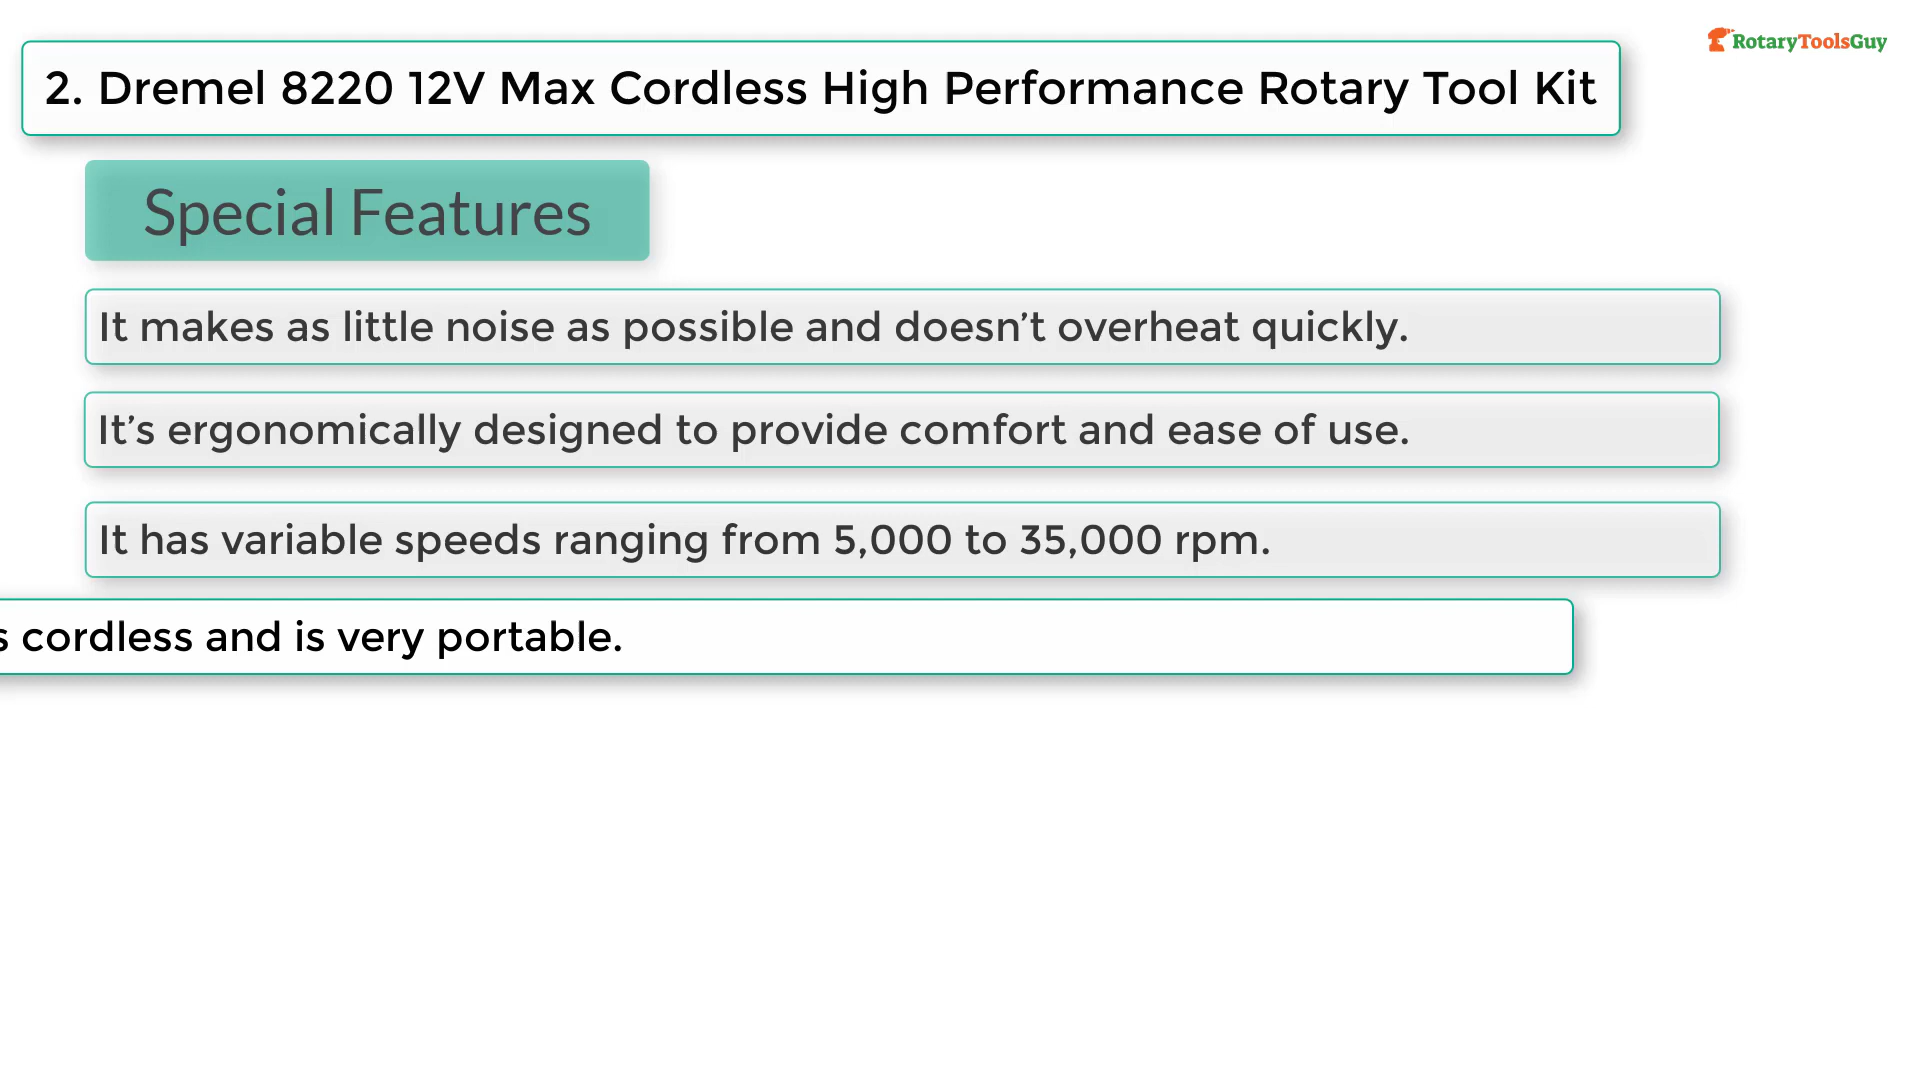 RotaryToolsGuy
2. Dremel 8220 12V Max Cordless High Performance Rotary Tool Kit
Special Features
It makes as little noise as possible and doesn’t overheat quickly.
It’s ergonomically designed to provide comfort and ease of use.
It has variable speeds ranging from 5,000 to 35,000 rpm.
s cordless and is very portable.